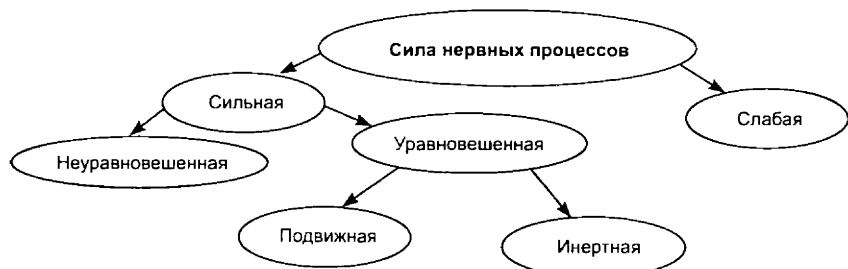 Сила нервных процессов
Сильная
Слабая
Неуравновешенная
Уравновешенная
Подвижная
Инертная